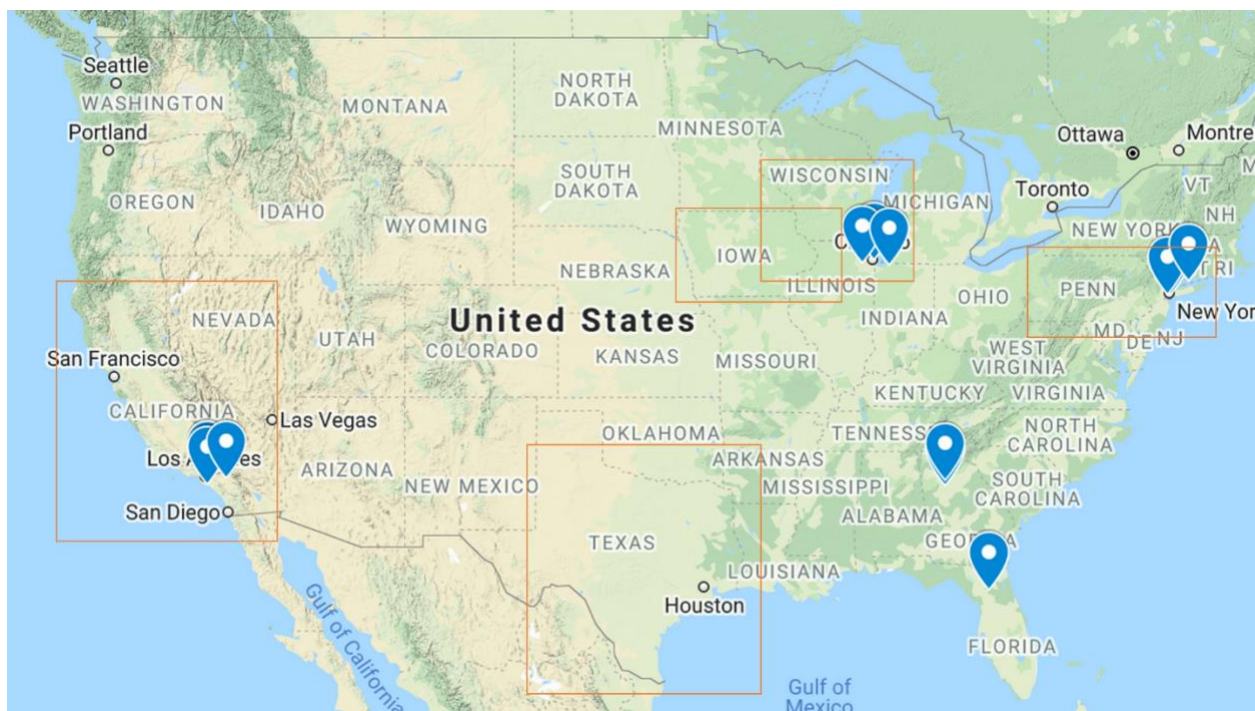 Seattle
WASHINGTON
Portland
OREGON
IDAHO
MONTANA
NORTH
DAKOTA
SOUTH
DAKOTA
MINNESOTA
WISCONSIN
MICHIGAN
Ottawa
Montre
Toronto
VT
NH
NEW YORK
RI
WYOMING
NEBRASKA
IOWA
ILLINOIS
INDIANA
OHIO
PENN
MD
DE
NJ
New Yor
NEVADA
UTAH
COLORADO
United States
KANSAS
MISSOURI
WEST
VIRGINIA
KENTUCKY
VIRGINIA
San Francisco
CALIFORNIA
Las Vegas
San Diego
ARIZONA
NEW MEXICO
OKLAHOMA
ARKANSAS
TENNESS
NORTH
CAROLINA
SOUTH
CAROLINA
MISSISSIPPI
ALABAMA
TEXAS
LOUISIANA
Houston
FLORIDA
Gulf of California
Gulf of
Mexico